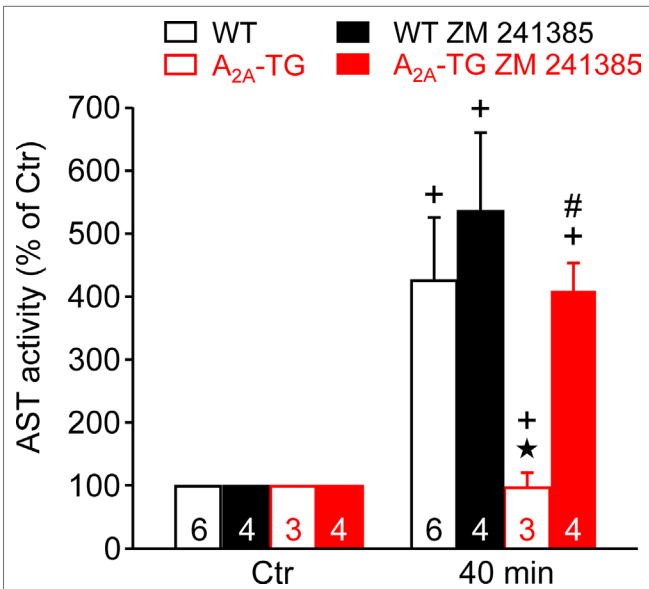 WT WT ZM 241385
A2A-TG A2A-TG ZM 241385
AST activity (% of Ctr)
700
600
500
400
300
200
100
0
+
+
#
+
+
★
6 4 3 4 6 4 3 4
Ctr 40 min